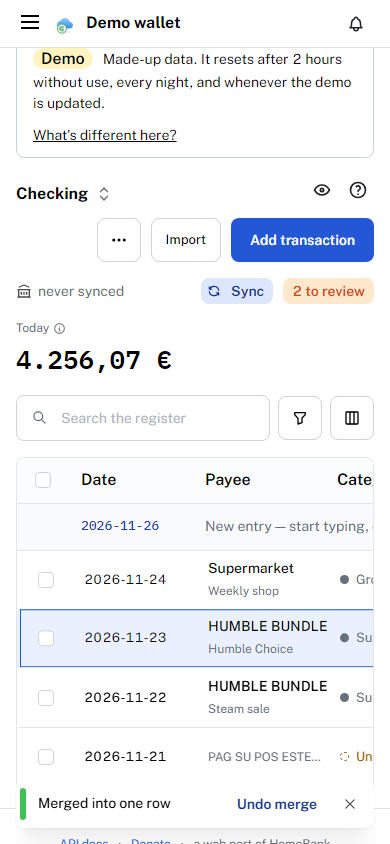 Demo wallet
Demo Made-up data. It resets after 2 hours
without use, every night, and whenever the demo
is updated.
What's different here?
Checking
Import
Add transaction
never synced
Sync
2 to review
Today
4.256,07 €
Search the register
Date Payee
2026-11-26 New entry — start typing,
2026-11-24 Supermarket
Weekly shop
2026-11-23 HUMBLE BUNDLE
Humble Choice
2026-11-22 HUMBLE BUNDLE
Steam sale
2026-11-21 PAG SU POS ESTE...
Merged into one row Undo merge
API docs · Donate · a web port of HomeBank